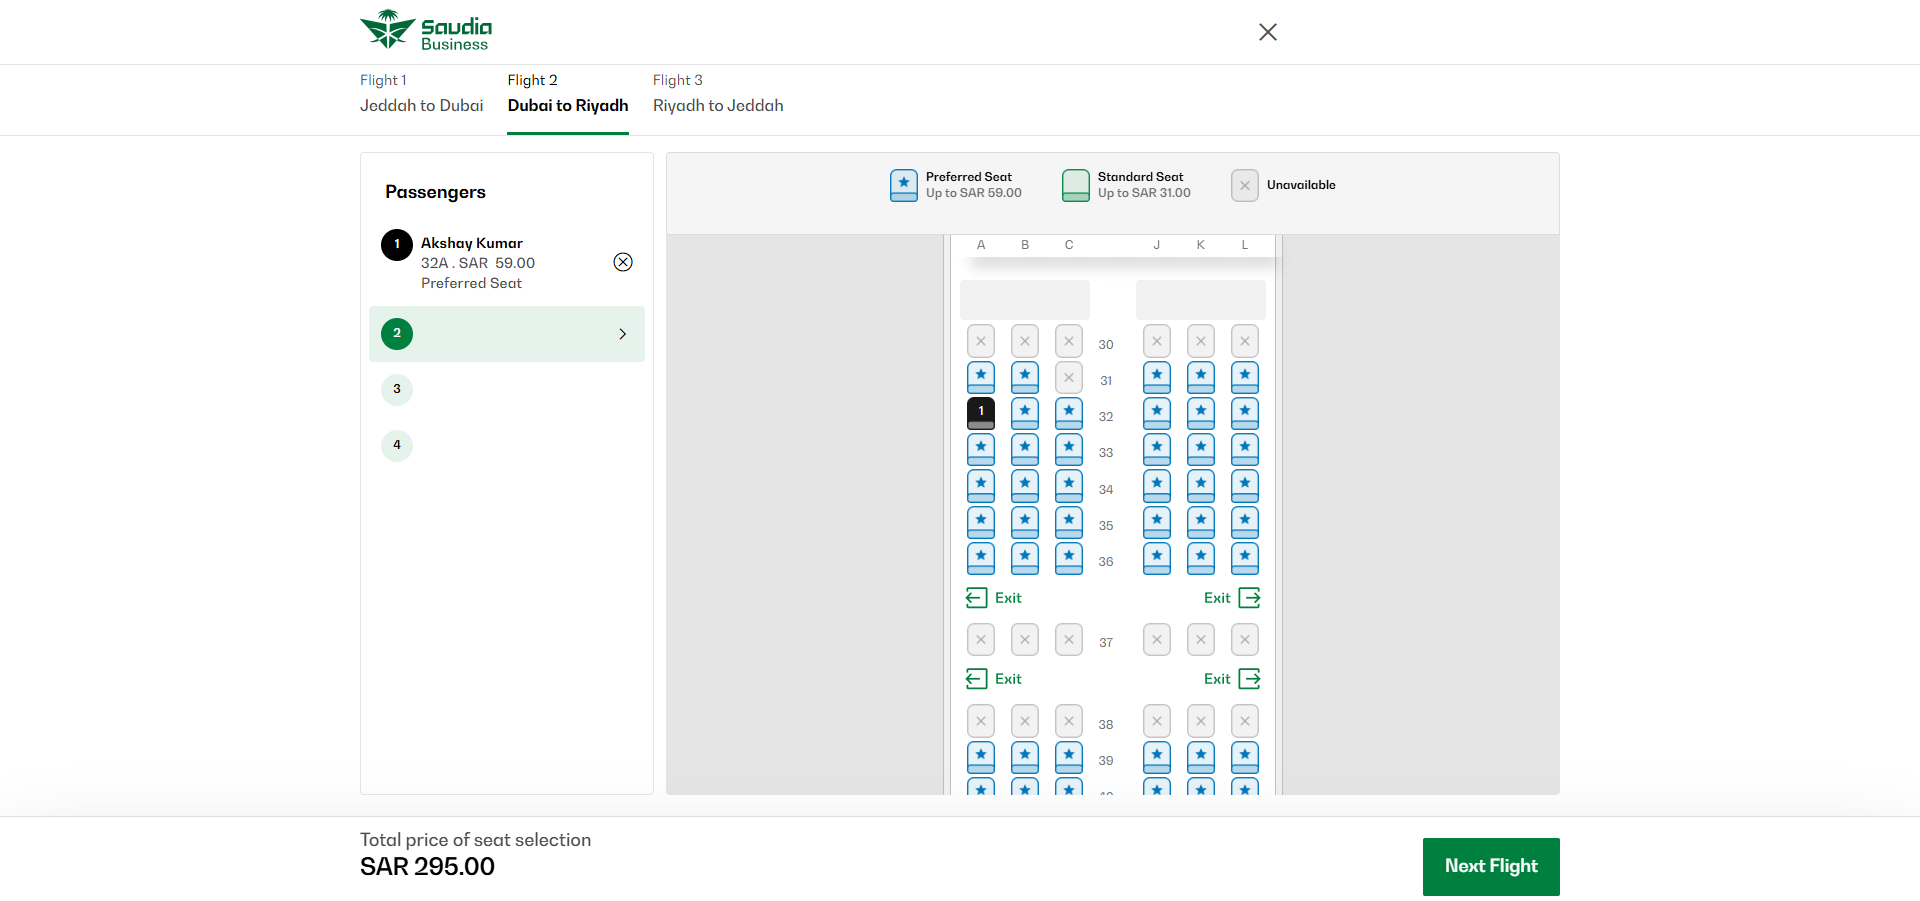 Saudia
Business
Flight 1
Jeddah to Dubai
Flight 2
Dubai to Riyadh
Flight 3
Riyadh to Jeddah
Passengers
1
Akshay Kumar
32A . SAR 59.00
Preferred Seat
2
3
4
Preferred Seat
Up to SAR 59.00
Standard Seat
Up to SAR 31.00
Unavailable
A B C J K L
30
31
1 32
33
34
35
36
Exit Exit
37
Exit Exit
38
39
Total price of seat selection
SAR 295.00
Next Flight